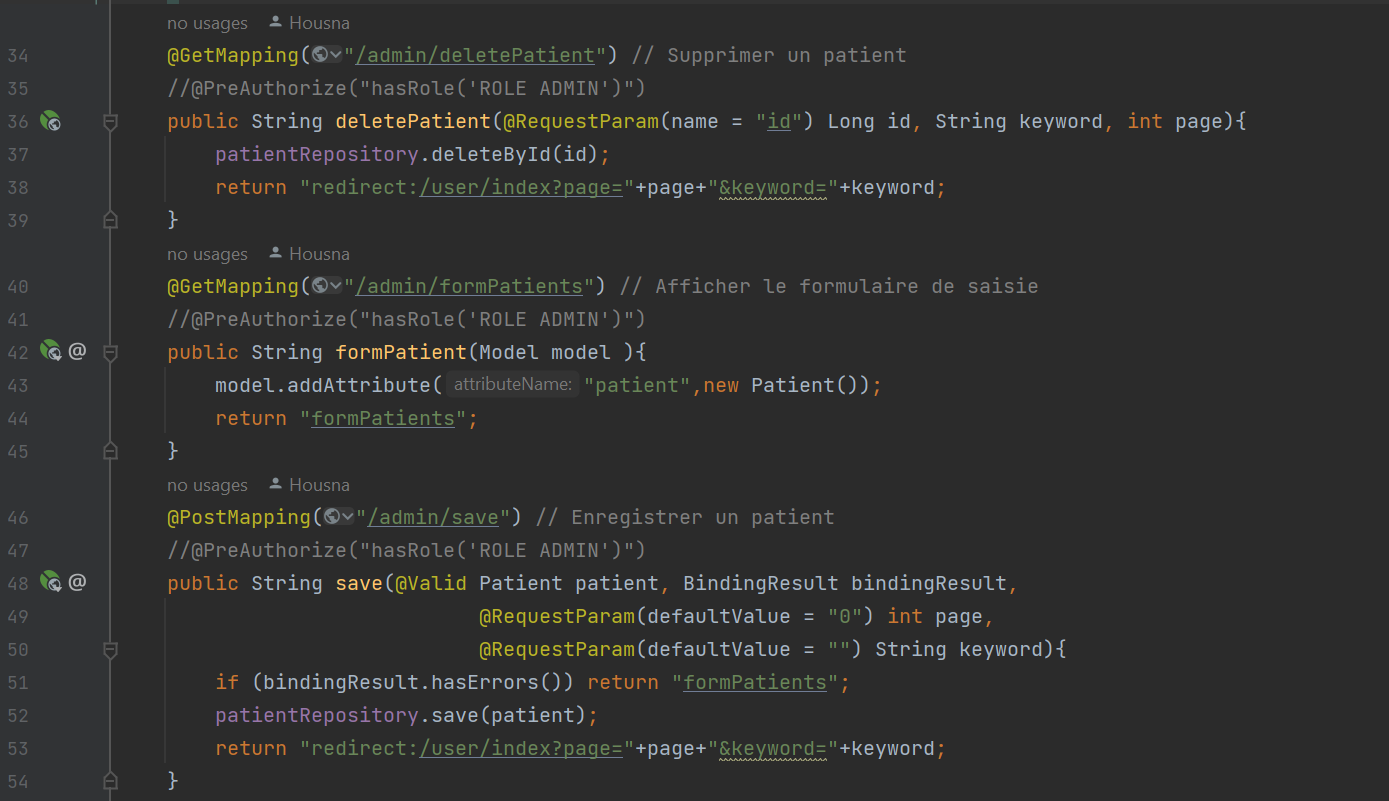 no usages Housna
34 @GetMapping("/admin/deletePatient") // Supprimer un patient
35 //@PreAuthorize("hasRole('ROLE ADMIN')")
36 public String deletePatient(@RequestParam(name = "id") Long id, String keyword, int page){
37 patientRepository.deleteById(id);
38 return "redirect:/user/index?page="+page+"&keyword="+keyword;
39 }
no usages Housna
40 @GetMapping("/admin/formPatients") // Afficher le formulaire de saisie
41 //@PreAuthorize("hasRole('ROLE ADMIN')")
42 @ public String formPatient(Model model ){
43 model.addAttribute( attributeName: "patient",new Patient());
44 return "formPatients";
45 }
no usages Housna
46 @PostMapping("/admin/save") // Enregistrer un patient
47 //@PreAuthorize("hasRole('ROLE ADMIN')")
48 @ public String save(@Valid Patient patient, BindingResult bindingResult,
49 @RequestParam(defaultValue = "0") int page,
50 @RequestParam(defaultValue = "") String keyword){
51 if (bindingResult.hasErrors()) return "formPatients";
52 patientRepository.save(patient);
53 return "redirect:/user/index?page="+page+"&keyword="+keyword;
54 }